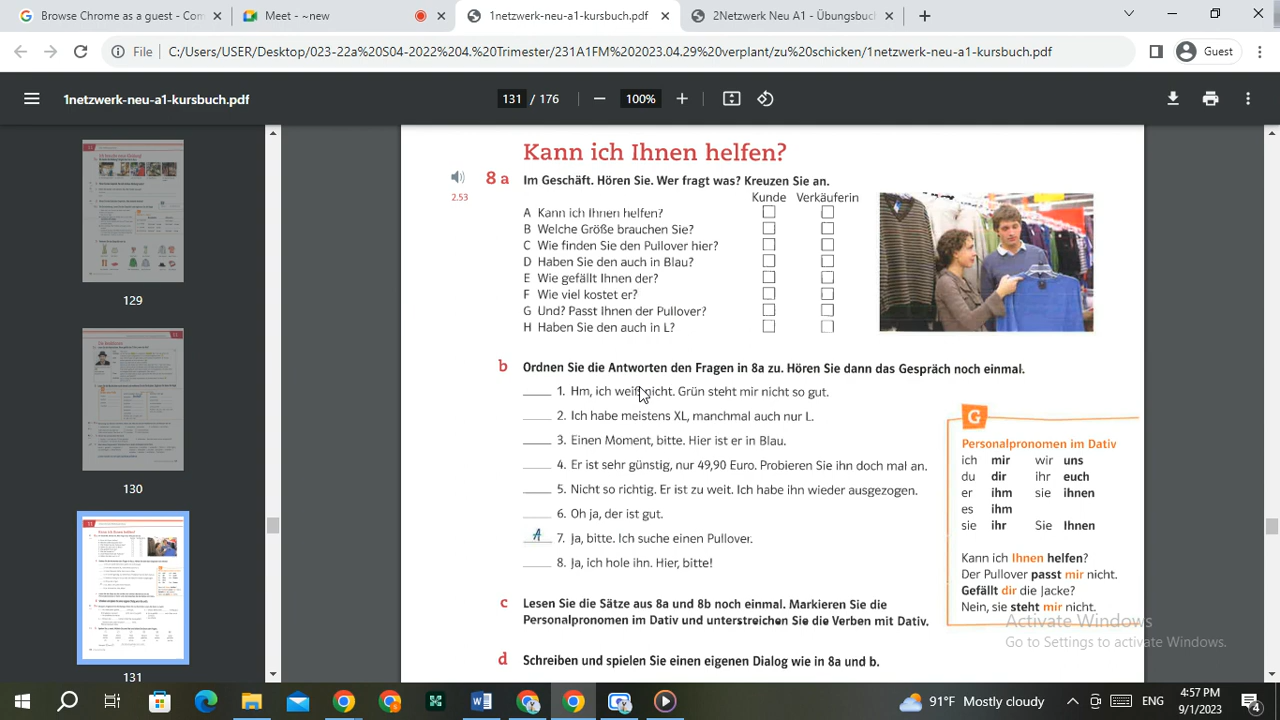 Browse Chrome as a guest - Com
Meet - ~new
1netzwerk-neu-a1-kursbuch.pdf
2Netzwerk Neu A1 - Übungsbuch
File
C:/Users/USER/Desktop/023-22a%20S04-2022%204.%20Trimester/231A1FM%202023.04.29%20verplant/zu%20schicken/1netzwerk-neu-a1-kursbuch.pdf
Guest
1netzwerk-neu-a1-kursbuch.pdf
131 / 176
100%
129
130
131
Kann ich Ihnen helfen?
2.53
8 a Im Geschäft. Hören Sie. Wer fragt was? Kreuzen Sie an.
Kunde Verkäuferin
A Kann ich Ihnen helfen?
B Welche Größe brauchen Sie?
C Wie finden Sie den Pullover hier?
D Haben Sie den auch in Blau?
E Wie gefällt Ihnen der?
F Wie viel kostet er?
G Und? Passt Ihnen der Pullover?
H Haben Sie den auch in L?
b Ordnen Sie die Antworten den Fragen in 8a zu. Hören Sie dann das Gespräch noch einmal.
1. Hm, ich weiß nicht. Grün steht mir nicht so gut.
2. Ich habe meistens XL, manchmal auch nur L.
3. Einen Moment, bitte. Hier ist er in Blau.
4. Er ist sehr günstig, nur 49,90 Euro. Probieren Sie ihn doch mal an.
5. Nicht so richtig. Er ist zu weit. Ich habe ihn wieder ausgezogen.
6. Oh ja, der ist gut.
7. Ja, bitte. Ich suche einen Pullover.
8. Ja, ich hole ihn. Hier, bitte!
G
Personalpronomen im Dativ
ich mir wir uns
du dir ihr euch
er ihm sie ihnen
es ihm
sie ihr Sie Ihnen
Kann ich Ihnen helfen?
Der Pullover passt mir nicht.
Gefällt dir die Jacke?
Nein, sie steht mir nicht.
c Lesen Sie die Sätze aus 8a und 8b noch einmal. Markieren Sie die
Personalpronomen im Dativ und unterstreichen Sie die Verben mit Dativ.
d Schreiben und spielen Sie einen eigenen Dialog wie in 8a und b.
Activate Windows
Go to Settings to activate Windows.
91°F Mostly cloudy
ENG
4:57 PM
9/1/2023
4